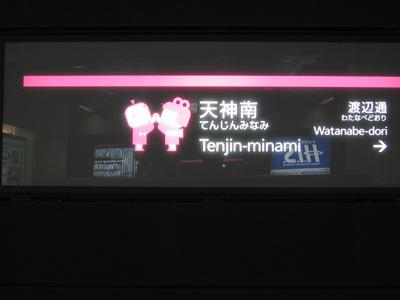 天神南
てんじんみなみ
Tenjin-minami
渡辺通
わたなべどおり
Watanabe-dori
→
H.I.S.